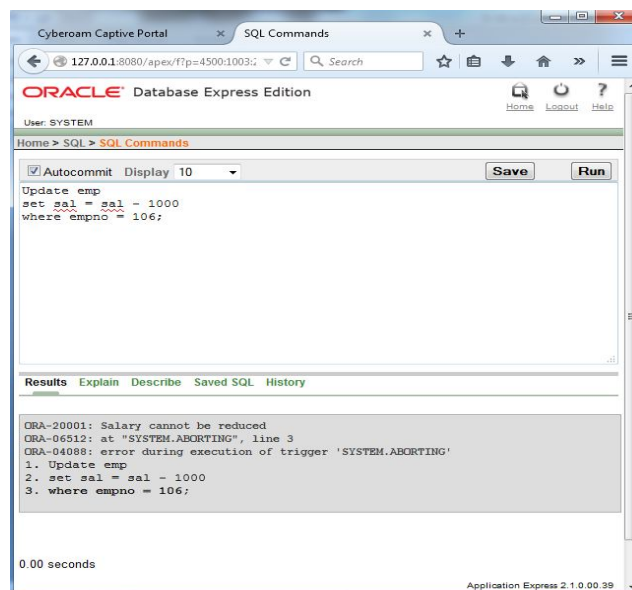 Cyberoam Captive Portal × SQL Commands × +
127.0.0.1:8080/apex/f?p=4500:1003:2 Search
ORACLE Database Express Edition
Home Logout Help
User: SYSTEM
Home > SQL > SQL Commands
Autocommit Display 10 Save Run
Update emp
set sal = sal - 1000
where empno = 106;
Results Explain Describe Saved SQL History
ORA-20001: Salary cannot be reduced
ORA-06512: at "SYSTEM.ABORTING", line 3
ORA-04088: error during execution of trigger 'SYSTEM.ABORTING'
1. Update emp
2. set sal = sal - 1000
3. where empno = 106;
0.00 seconds
Application Express 2.1.0.00.39